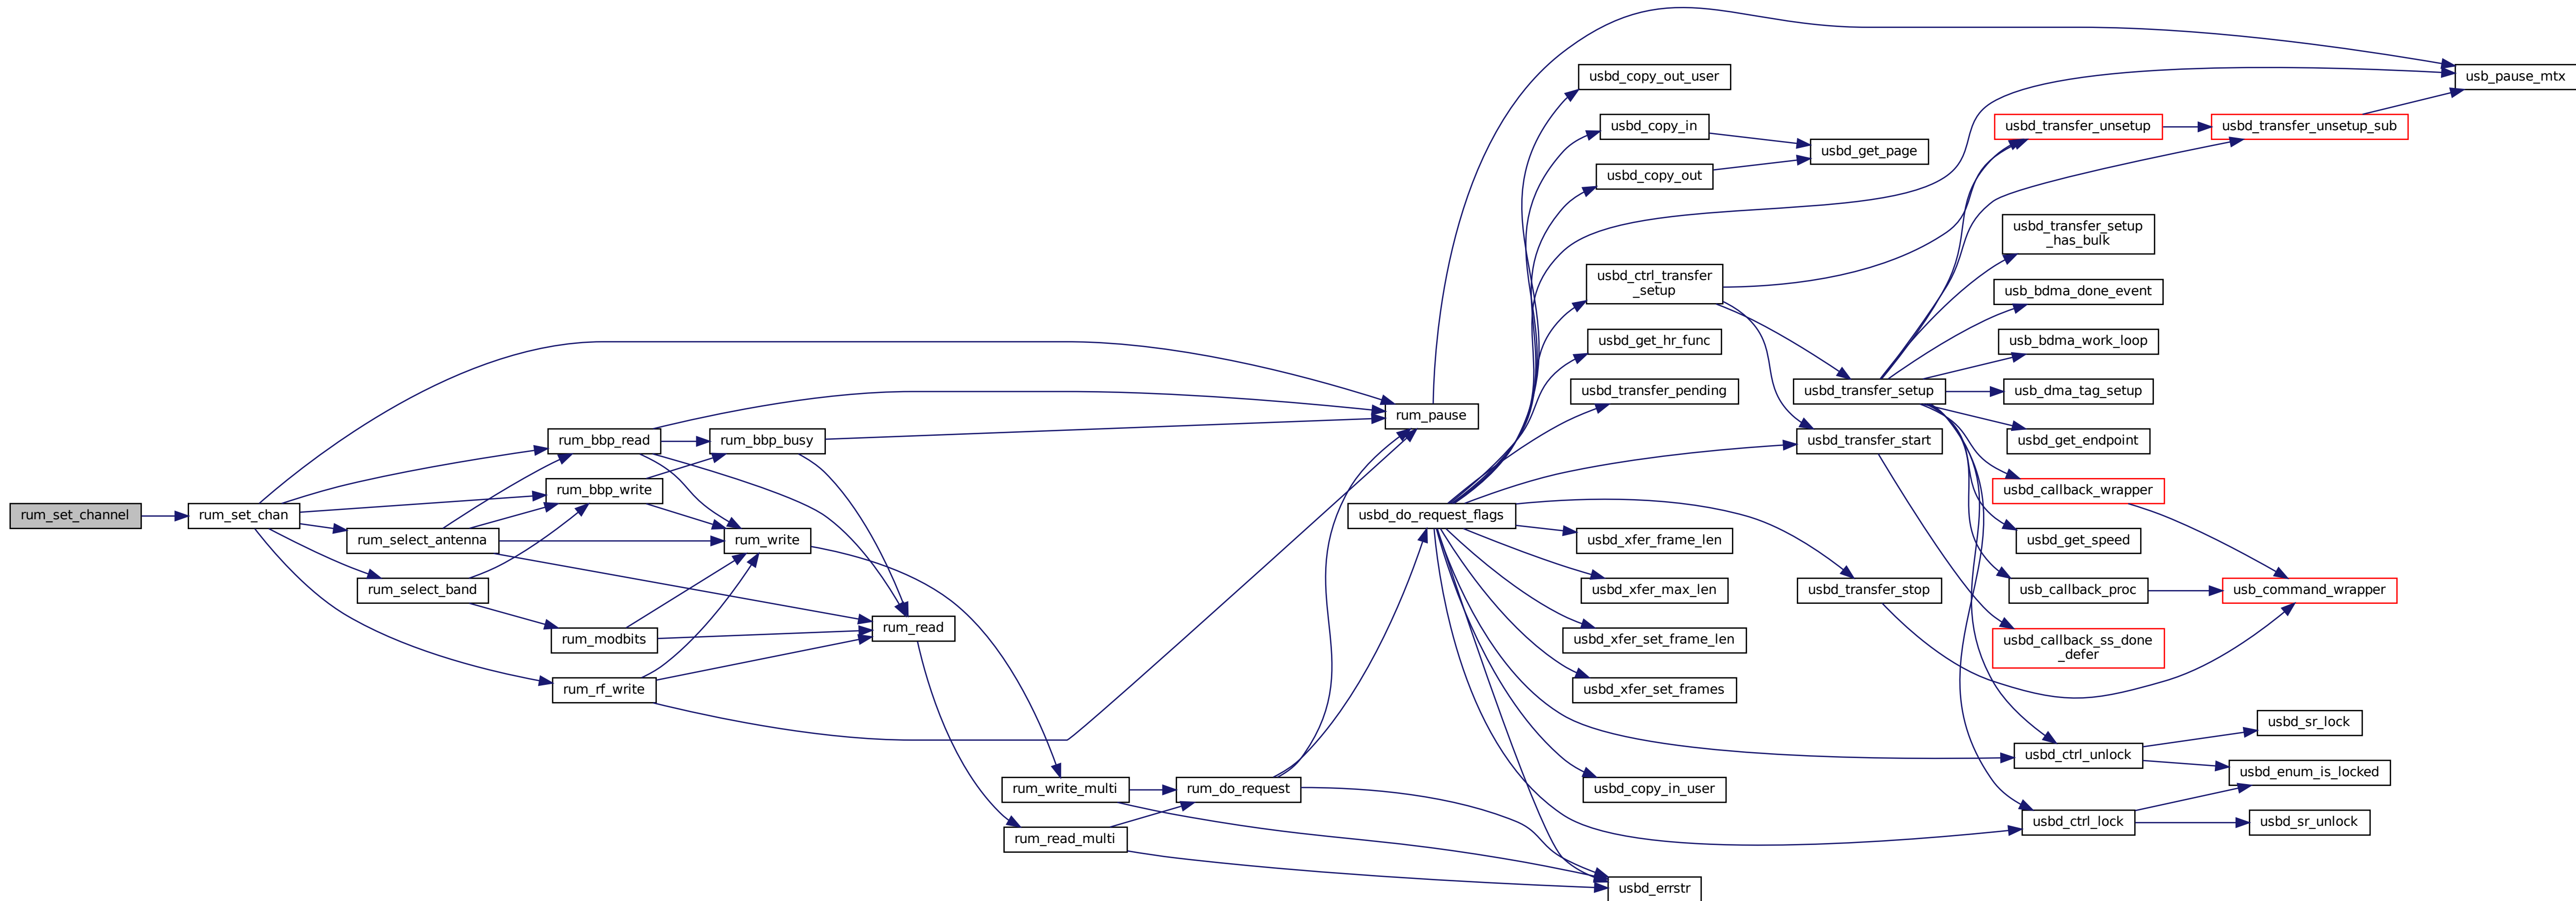 rum_set_channel
rum_set_chan
rum_select_antenna
rum_select_band
rum_bbp_read
rum_bbp_write
rum_modbits
rum_rf_write
rum_bbp_busy
rum_write
rum_read
rum_write_multi
rum_read_multi
rum_do_request
rum_pause
usbd_do_request_flags
usbd_copy_out_user
usbd_copy_in
usbd_copy_out
usbd_ctrl_transfer
_setup
usbd_get_hr_func
usbd_transfer_pending
usbd_xfer_frame_len
usbd_xfer_max_len
usbd_xfer_set_frame_len
usbd_xfer_set_frames
usbd_copy_in_user
usbd_errstr
usbd_get_page
usbd_transfer_setup
usbd_transfer_start
usbd_transfer_stop
usbd_transfer_unsetup
usbd_transfer_setup
_has_bulk
usb_bdma_done_event
usb_bdma_work_loop
usb_dma_tag_setup
usbd_get_endpoint
usbd_callback_wrapper
usbd_get_speed
usb_callback_proc
usbd_callback_ss_done
_defer
usbd_ctrl_unlock
usbd_ctrl_lock
usbd_transfer_unsetup_sub
usb_command_wrapper
usbd_sr_lock
usbd_enum_is_locked
usbd_sr_unlock
usb_pause_mtx